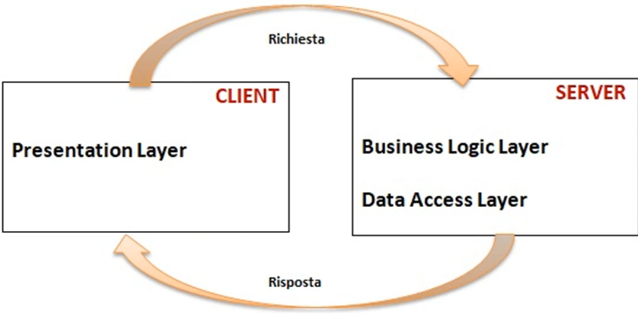 Richiesta
CLIENT
Presentation Layer
SERVER
Business Logic Layer
Data Access Layer
Risposta